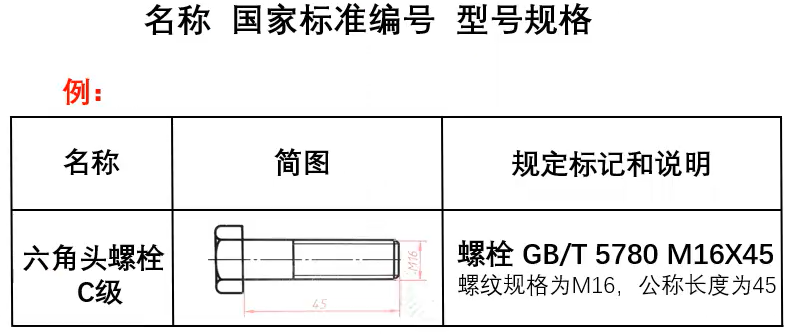 名称 国家标准编号 型号规格
例：
名称
简图
规定标记和说明
六角头螺栓
C级
M16
45
螺栓 GB/T 5780 M16X45
螺纹规格为M16，公称长度为45